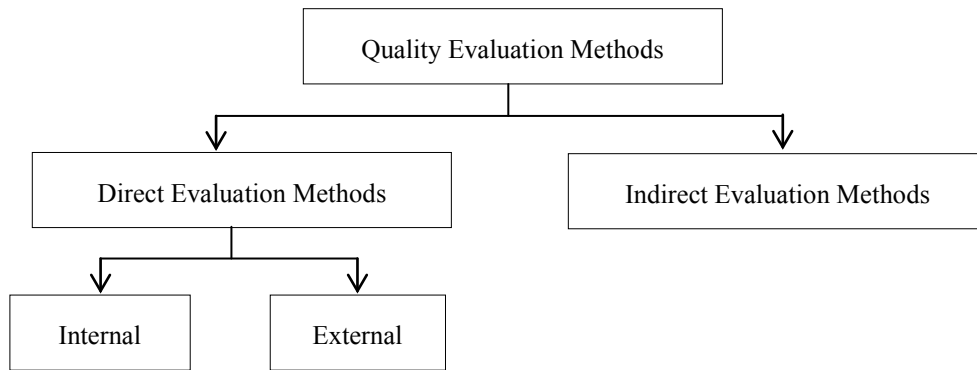 Quality Evaluation Methods
Direct Evaluation Methods
Indirect Evaluation Methods
Internal
External